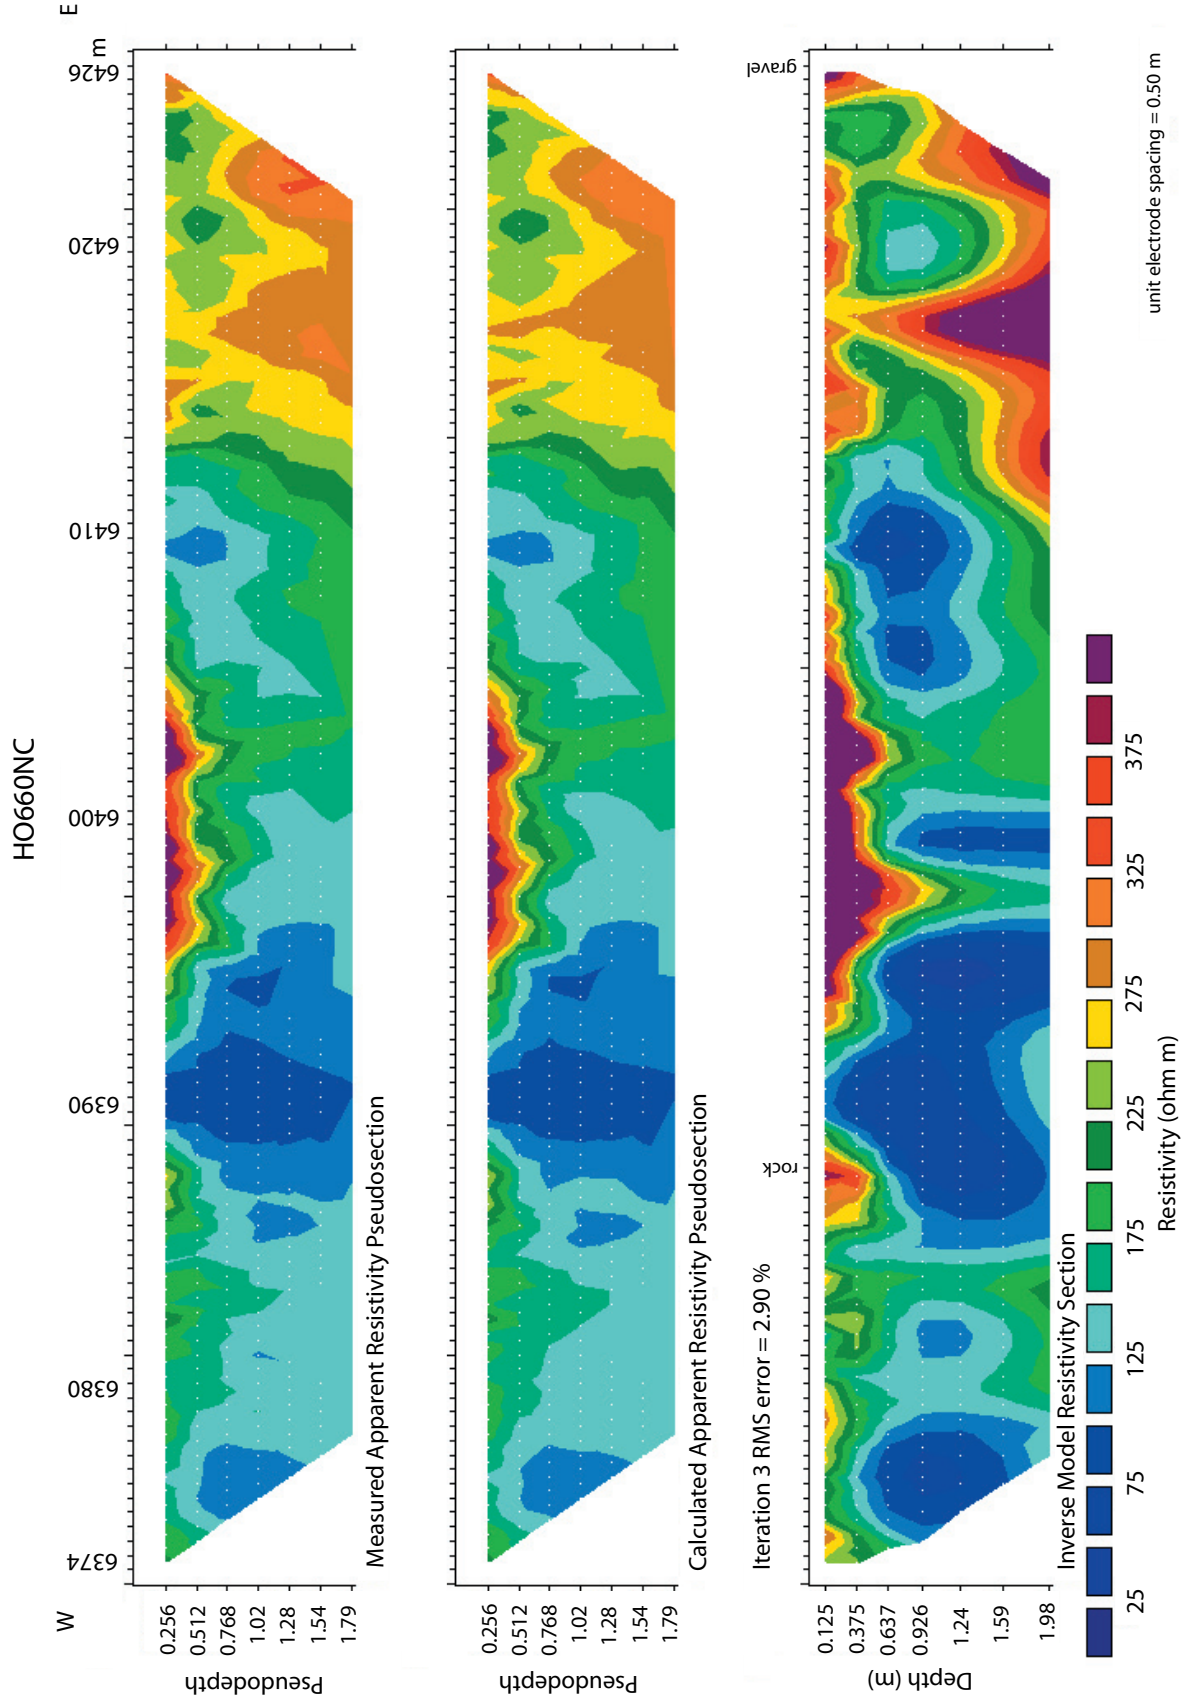 HO660NC
W
E
6374
6380
6390
6400
6410
6420
6426
m
Pseudodepth
0.256
0.512
0.768
1.02
1.28
1.54
1.79
Measured Apparent Resistivity Pseudosection
Pseudodepth
0.256
0.512
0.768
1.02
1.28
1.54
1.79
Calculated Apparent Resistivity Pseudosection
Iteration 3 RMS error = 2.90 %
rock
gravel
Depth (m)
0.125
0.375
0.637
0.926
1.24
1.59
1.98
Inverse Model Resistivity Section
25
75
125
175
225
275
325
375
Resistivity (ohm m)
unit electrode spacing = 0.50 m